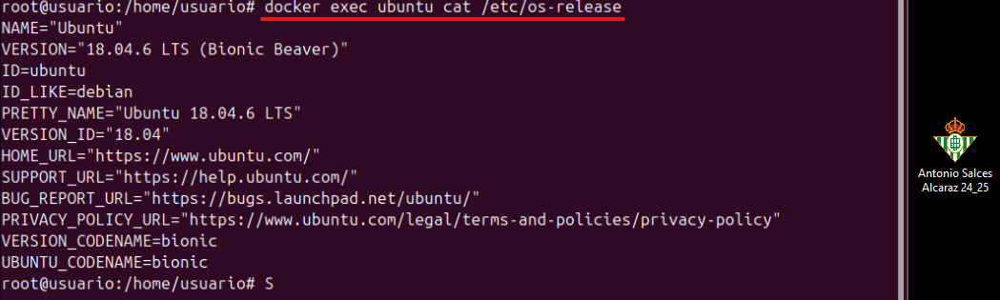 root@usuario:/home/usuario# docker exec ubuntu cat /etc/os-release
NAME="Ubuntu"
VERSION="18.04.6 LTS (Bionic Beaver)"
ID=ubuntu
ID_LIKE=debian
PRETTY_NAME="Ubuntu 18.04.6 LTS"
VERSION_ID="18.04"
HOME_URL="https://www.ubuntu.com/"
SUPPORT_URL="https://help.ubuntu.com/"
BUG_REPORT_URL="https://bugs.launchpad.net/ubuntu/"
PRIVACY_POLICY_URL="https://www.ubuntu.com/legal/terms-and-policies/privacy-policy"
VERSION_CODENAME=bionic
UBUNTU_CODENAME=bionic
root@usuario:/home/usuario# S
Antonio Salces
Alcaraz 24_25